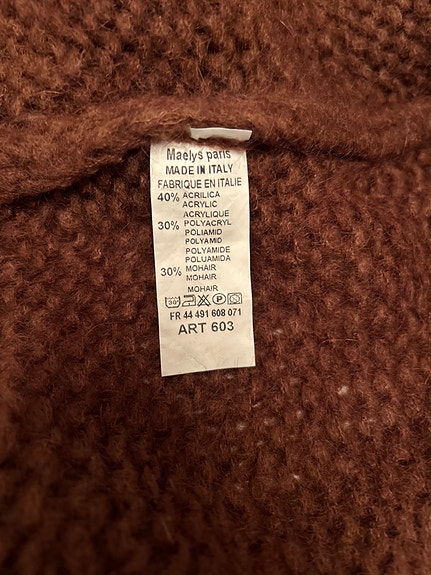 Maelys paris
MADE IN ITALY
FABRIQUE EN ITALIE
40% ACRILICA
ACRYLIC
ACRYLIQUE
30% POLYACRYL
POLIAMID
POLYAMID
POLYAMIDE
POLUAMIDA
30% MOHAIR
MOHAIR
MOHAIR
30° P
FR 44 491 608 071
ART 603